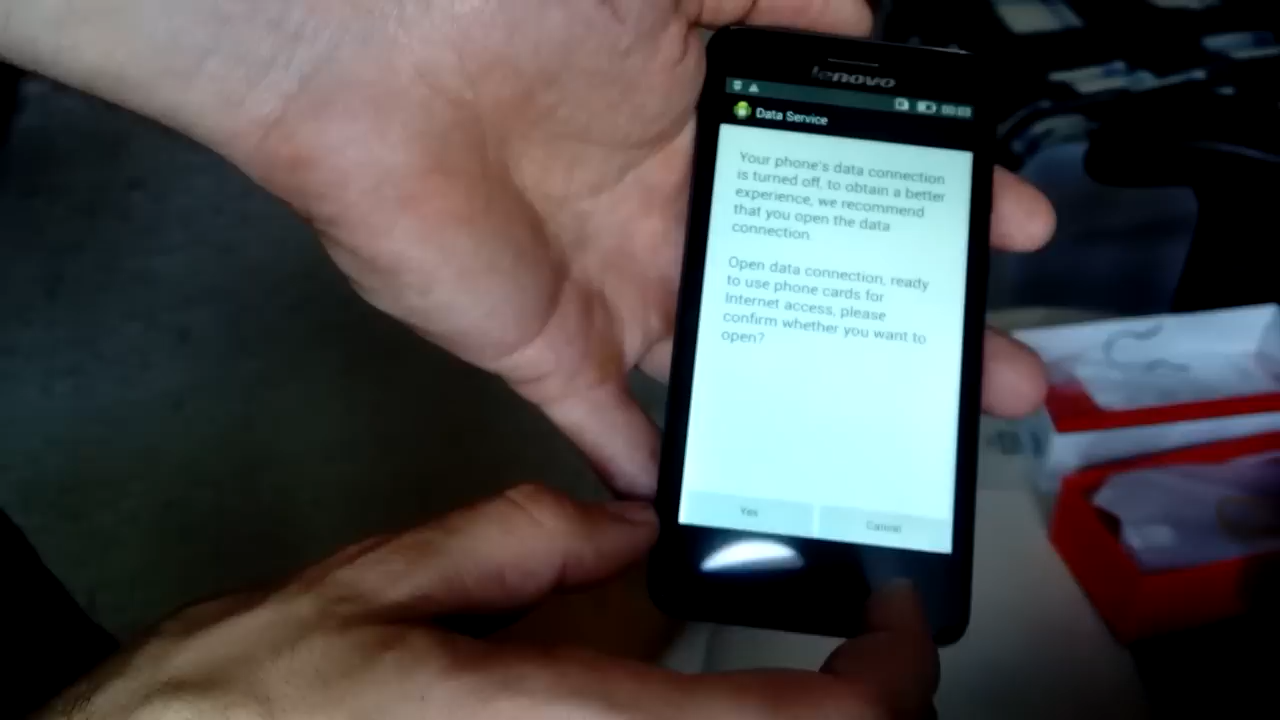 lenovo
00:03
Data Service
Your phone's data connection
is turned off, to obtain a better
experience, we recommend
that you open the data
connection
Open data connection, ready
to use phone cards for
Internet access, please
confirm whether you want to
open?
Yes
Cancel